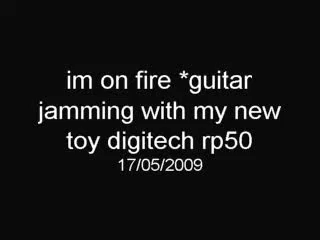 im on fire *guitar
jamming with my new
toy digitech rp50
17/05/2009